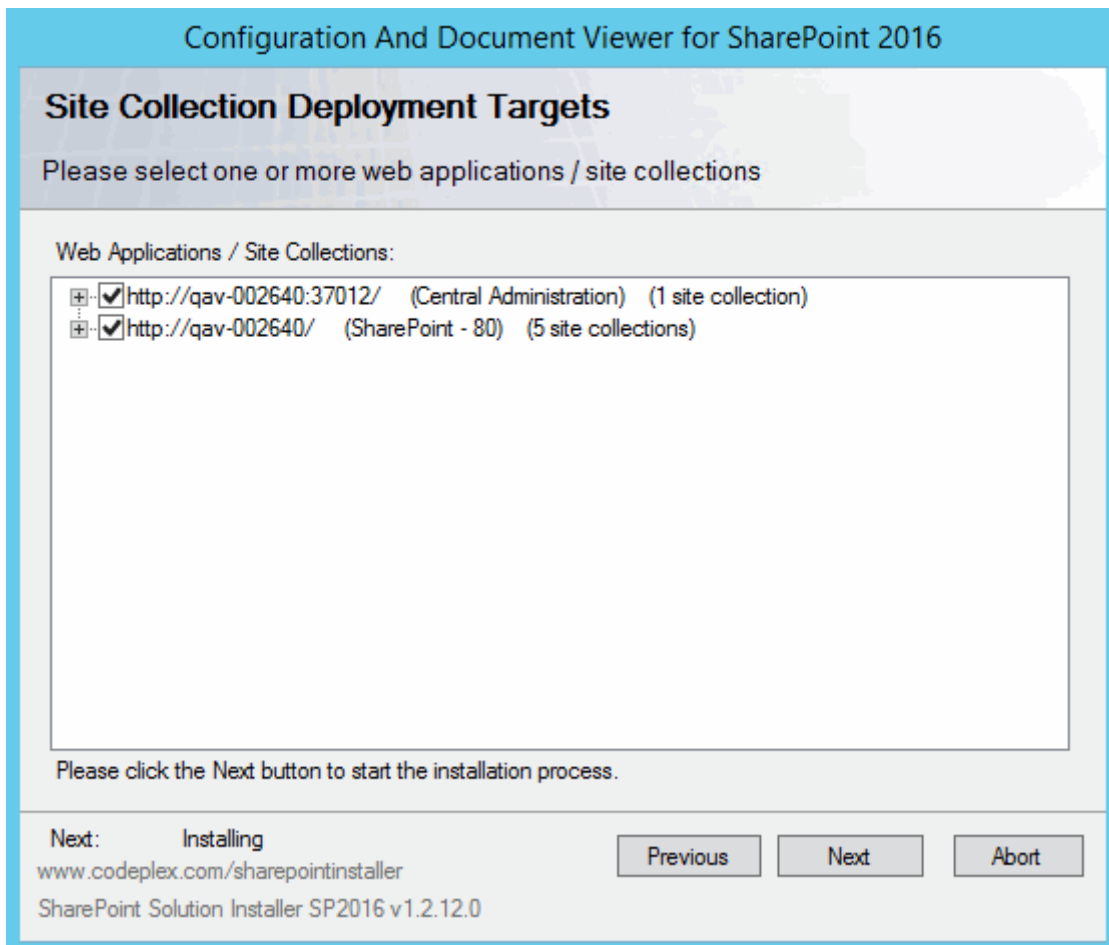 Configuration And Document Viewer for SharePoint 2016
Site Collection Deployment Targets
Please select one or more web applications / site collections
Web Applications / Site Collections:
http://qav-002640:37012/ (Central Administration) (1 site collection)
http://qav-002640/ (SharePoint - 80) (5 site collections)
Please click the Next button to start the installation process.
Next: Installing
www.codeplex.com/sharepointinstaller
SharePoint Solution Installer SP2016 v1.2.12.0
Previous Next Abort